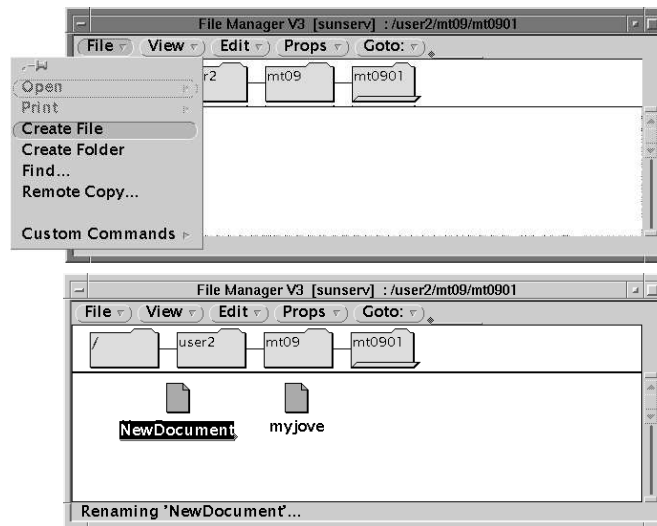 File Manager V3 [sunserv] : /user2/mt09/mt0901
File View Edit Props Goto:
r2 mt09 mt0901
Open
Print
Create File
Create Folder
Find...
Remote Copy...
Custom Commands
File Manager V3 [sunserv] : /user2/mt09/mt0901
File View Edit Props Goto:
/ user2 mt09 mt0901
NewDocument myjove
Renaming 'NewDocument'...